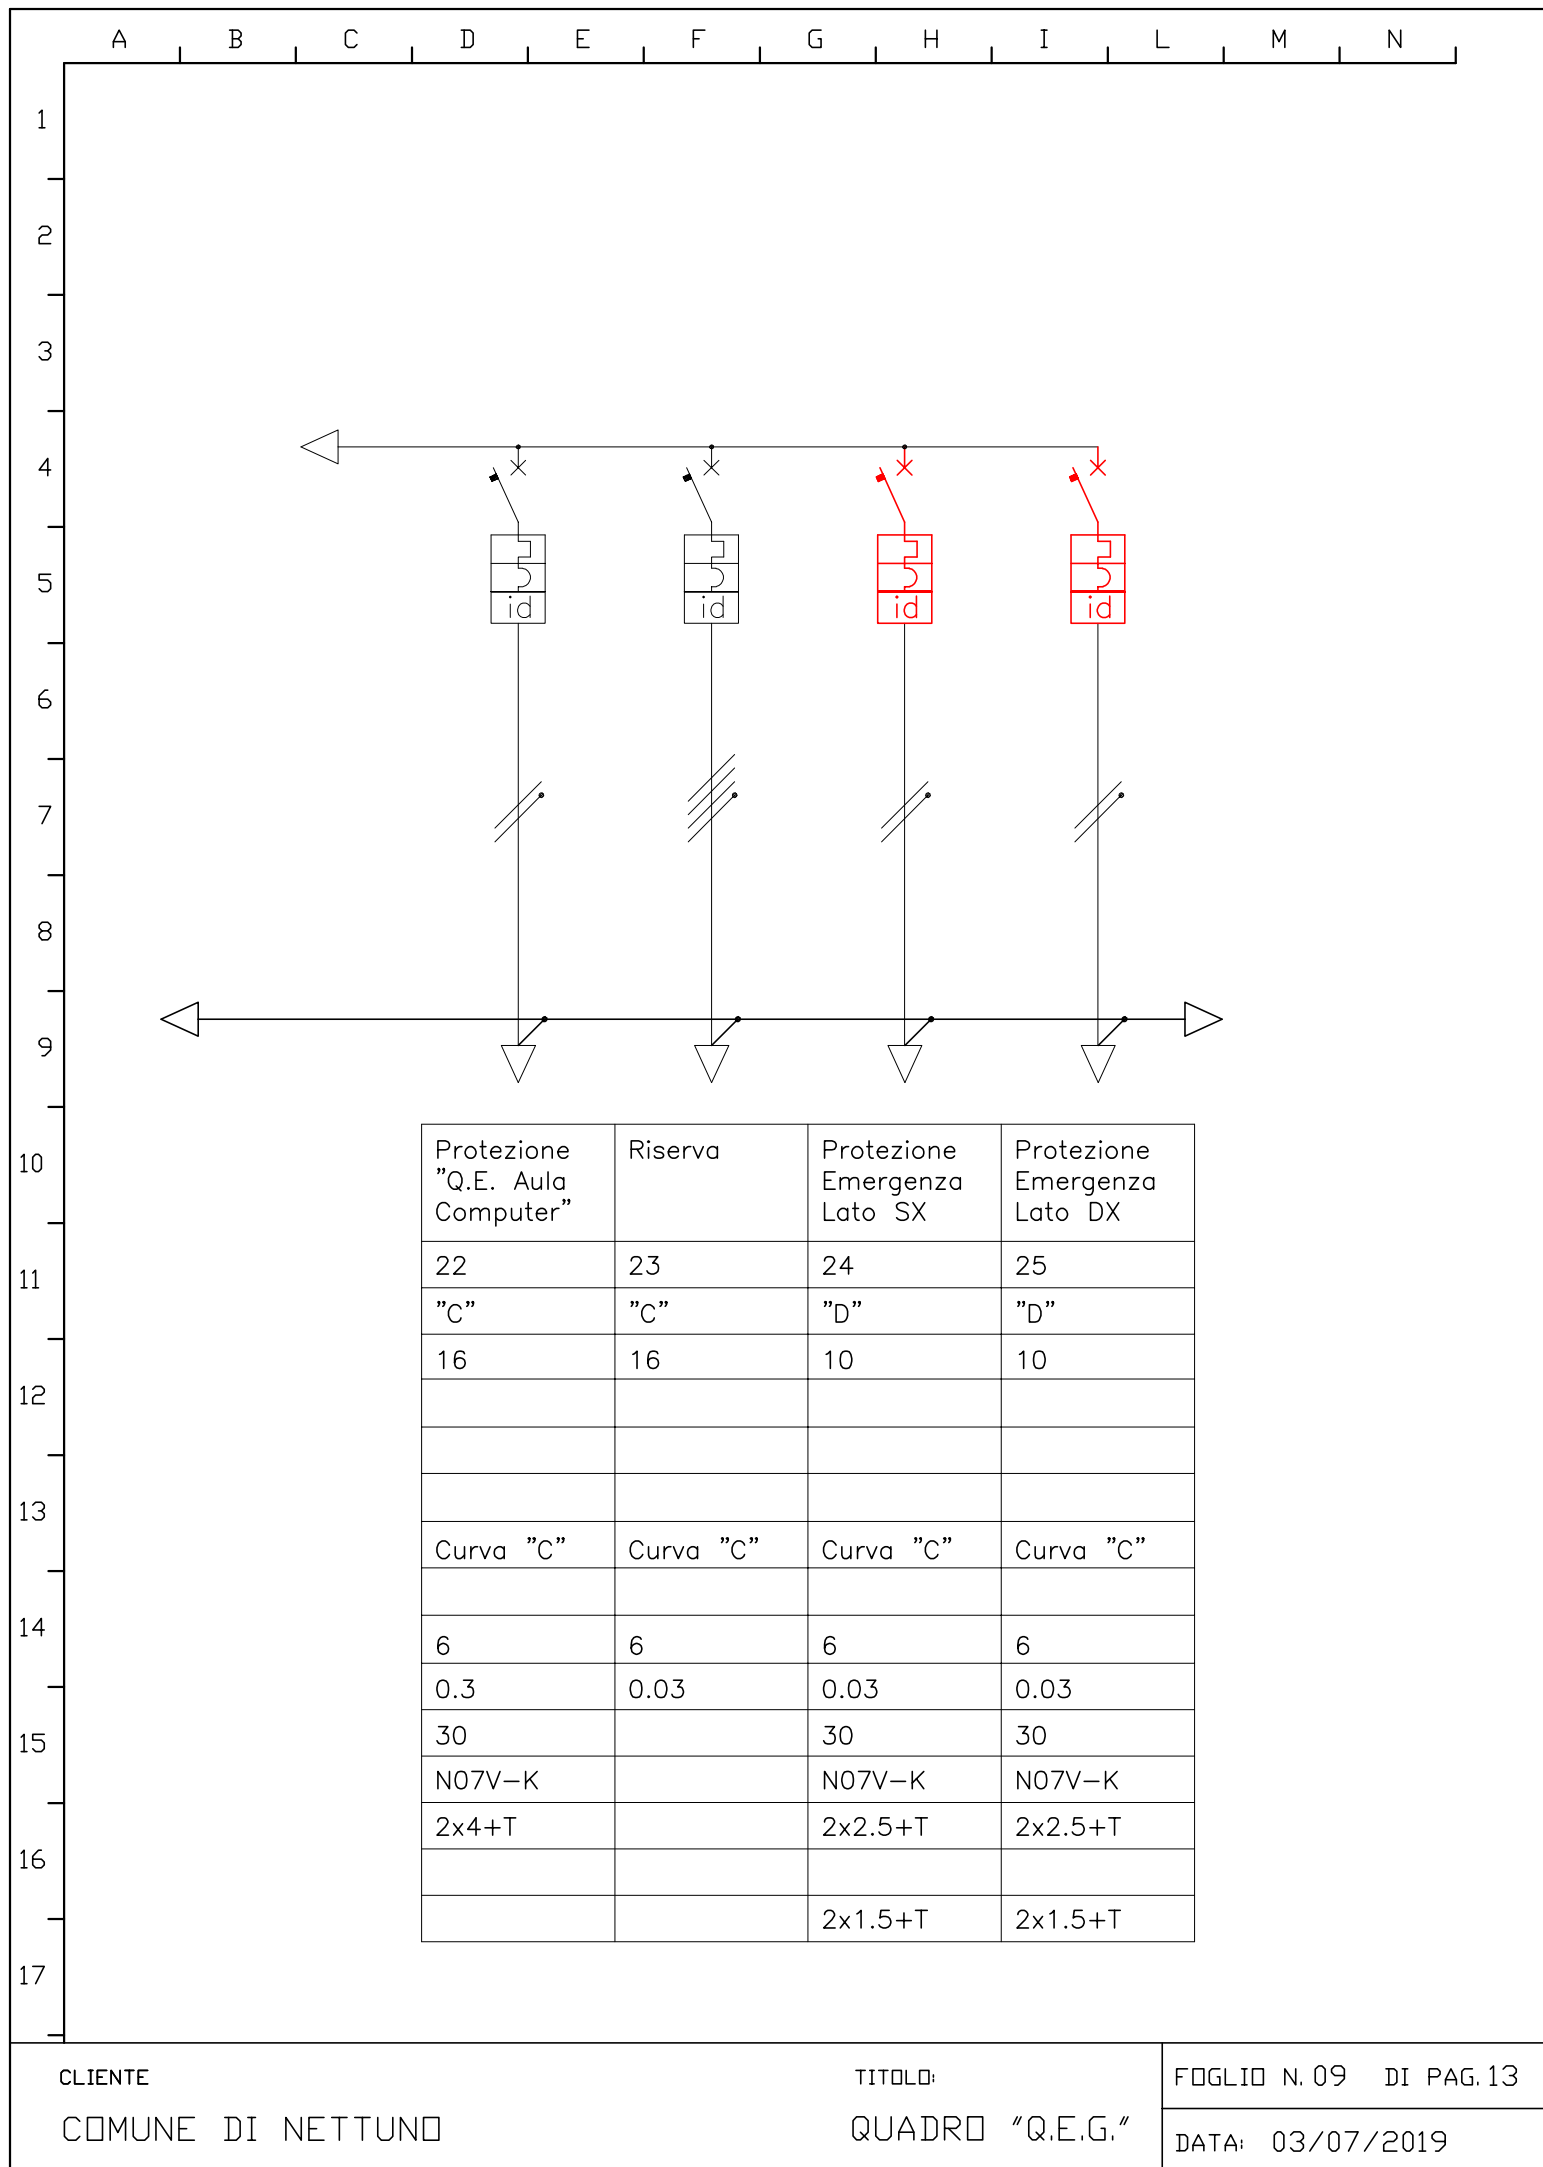 A B C D E F G H I L M N
1
2
3
4
5
id id id id
6
7
8
9
10
11
12
13
14
15
16
17
Protezione "Q.E. Aula Computer" Riserva Protezione Emergenza Lato SX Protezione Emergenza Lato DX
22 23 24 25
"C" "C" "D" "D"
16 16 10 10
Curva "C" Curva "C" Curva "C" Curva "C"
6 6 6 6
0.3 0.03 0.03 0.03
30 30 30
N07V-K N07V-K N07V-K
2x4+T 2x2.5+T 2x2.5+T
2x1.5+T 2x1.5+T
CLIENTE
COMUNE DI NETTUNO
TITOLO:
QUADRO "Q.E.G."
FOGLIO N. 09 DI PAG. 13
DATA: 03/07/2019